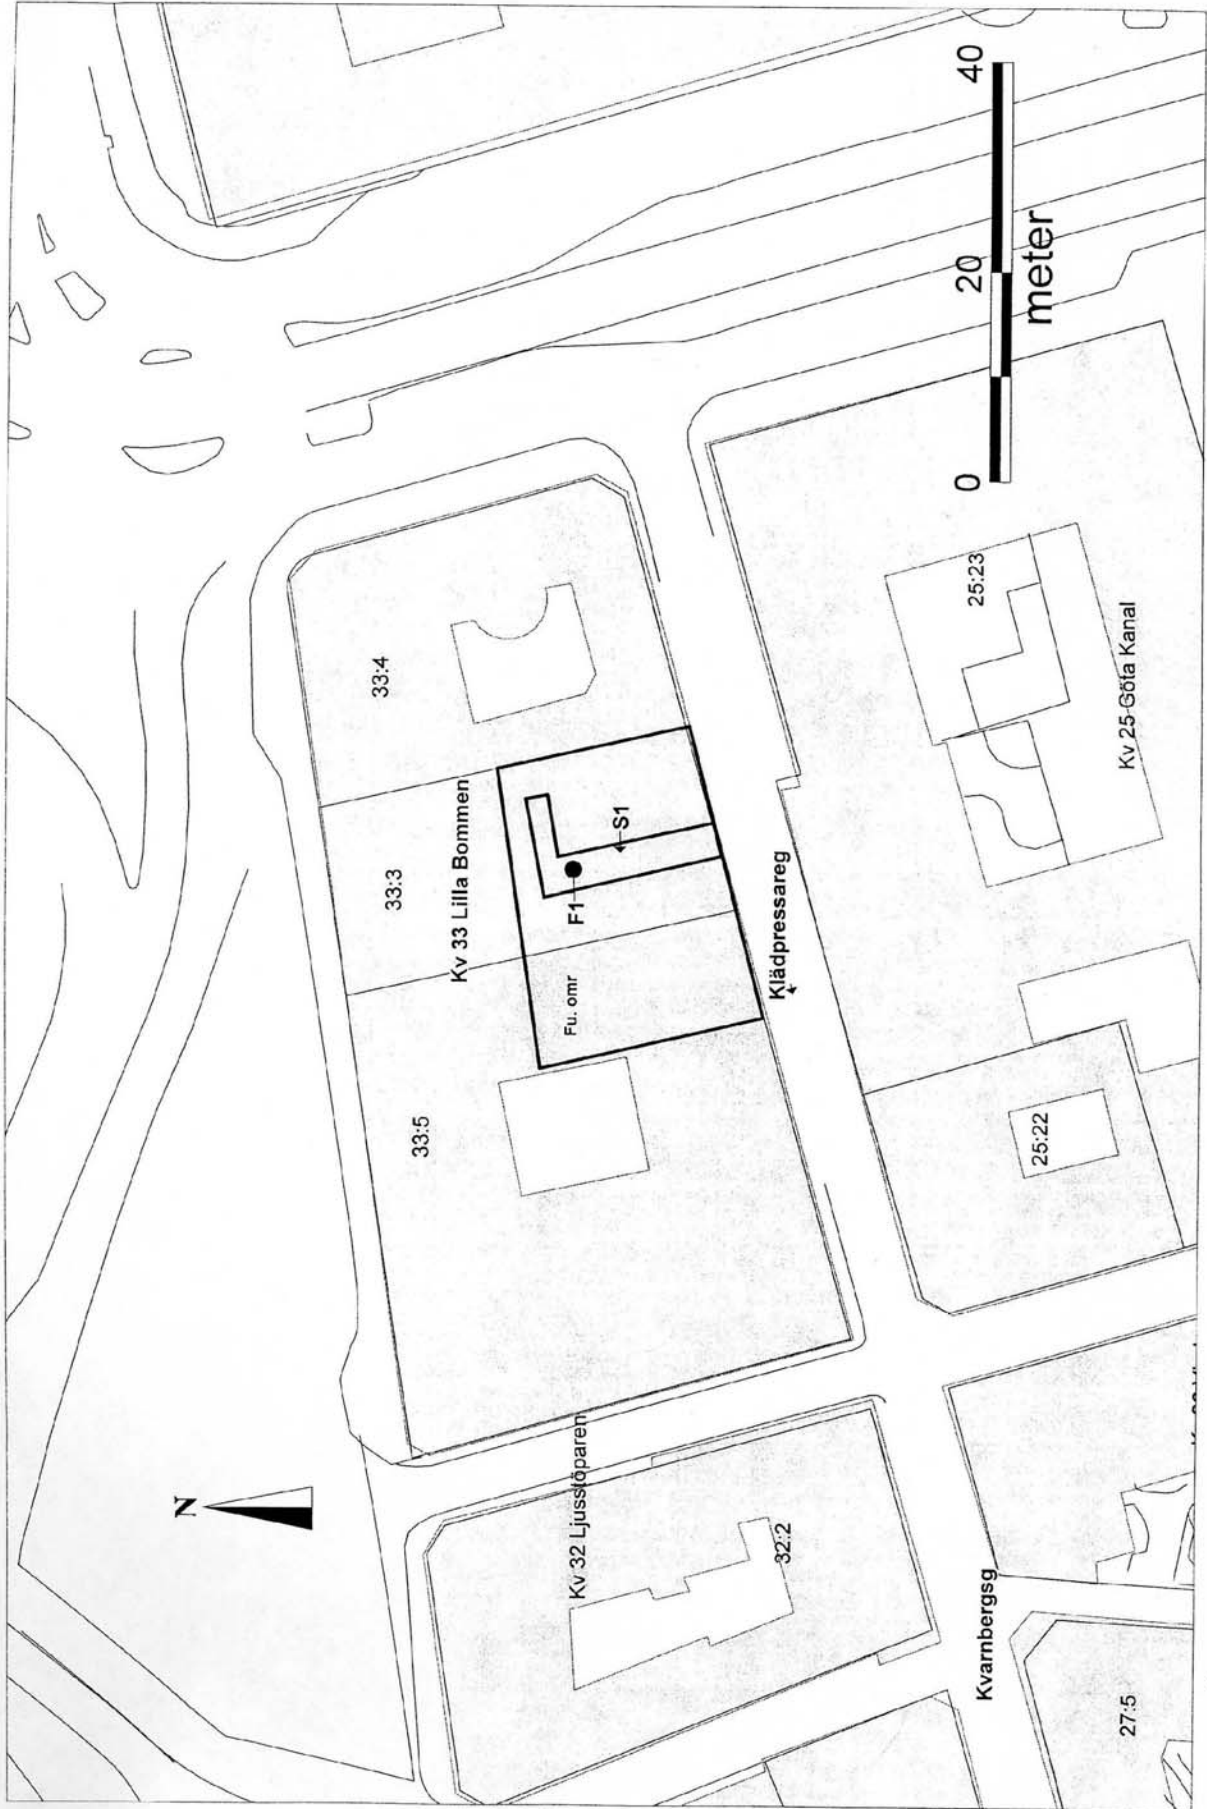 N
Kv 32 Ljusstöparen
32:2
Kvarnbergsg
27:5
33:5
33:3
33:4
Kv 33 Lilla Bommen
Fu. omr
F1
S1
Klädpressareg
25:22
25:23
Kv 25 Göta Kanal
0 20 40
meter